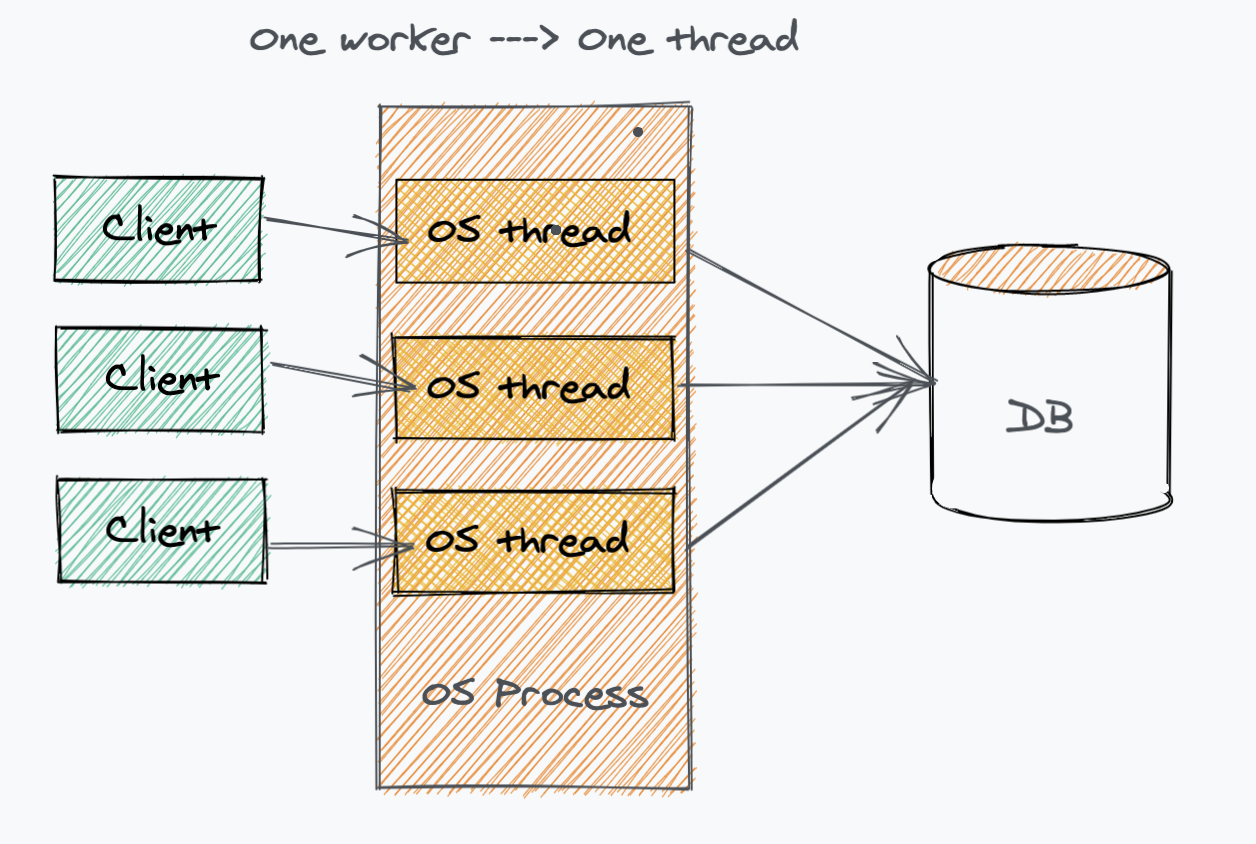 One worker ---> One thread
Client
OS thread
Client
OS thread
DB
Client
OS thread
OS Process